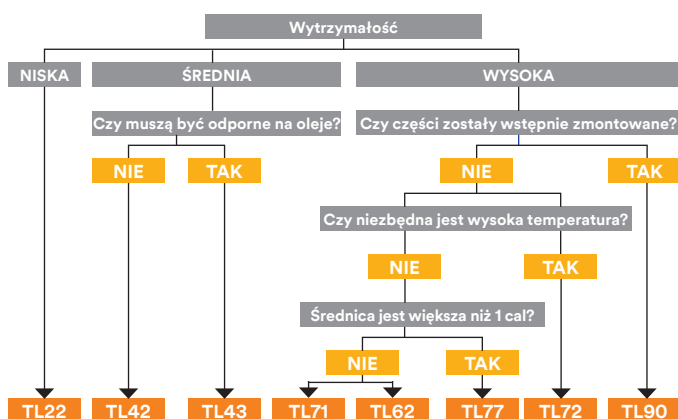 Wytrzymałość
NISKA
ŚREDNIA
WYSOKA
Czy muszą być odporne na oleje?
Czy części zostały wstępnie zmontowane?
NIE
TAK
NIE
TAK
Czy niezbędna jest wysoka temperatura?
NIE
TAK
Średnica jest większa niż 1 cal?
NIE
TAK
TL22
TL42
TL43
TL71
TL62
TL77
TL72
TL90